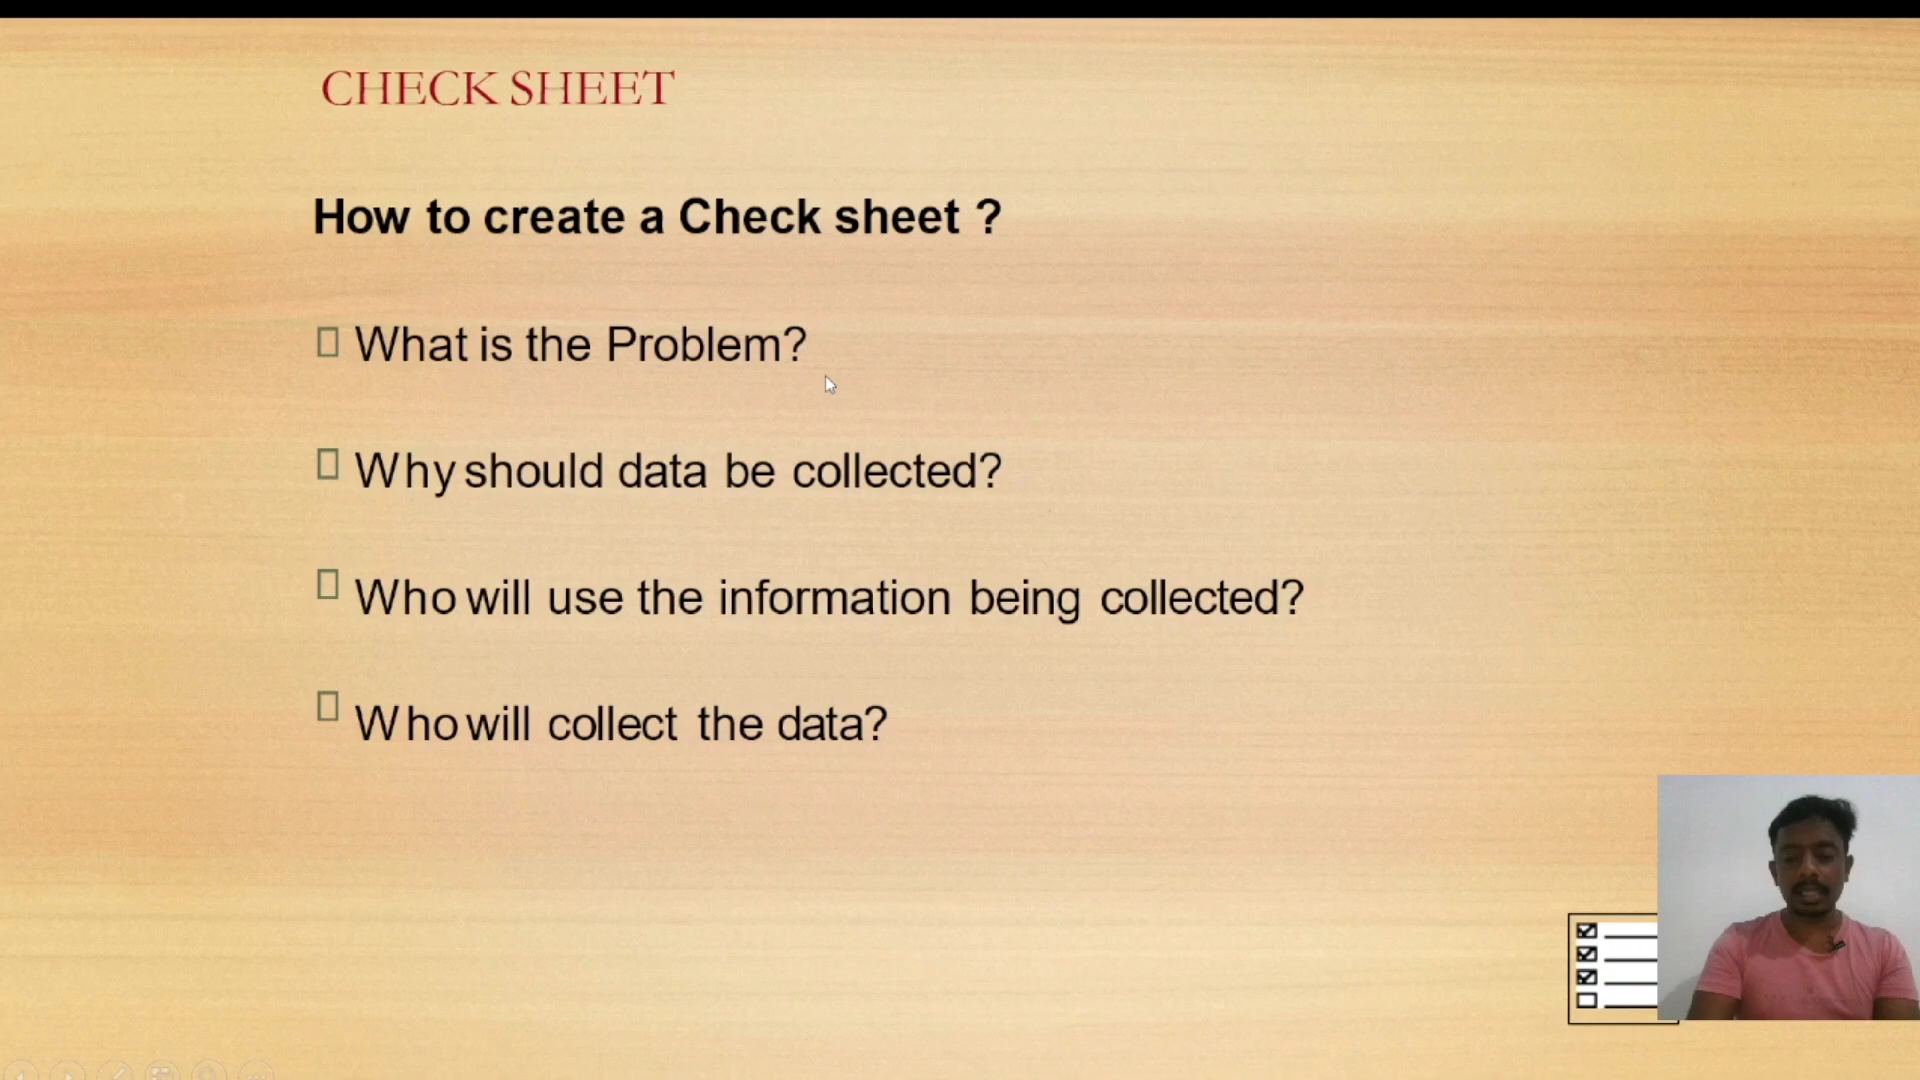 CHECK SHEET
How to create a Check sheet ?
What is the Problem?
Why should data be collected?
Who will use the information being collected?
Who will collect the data?